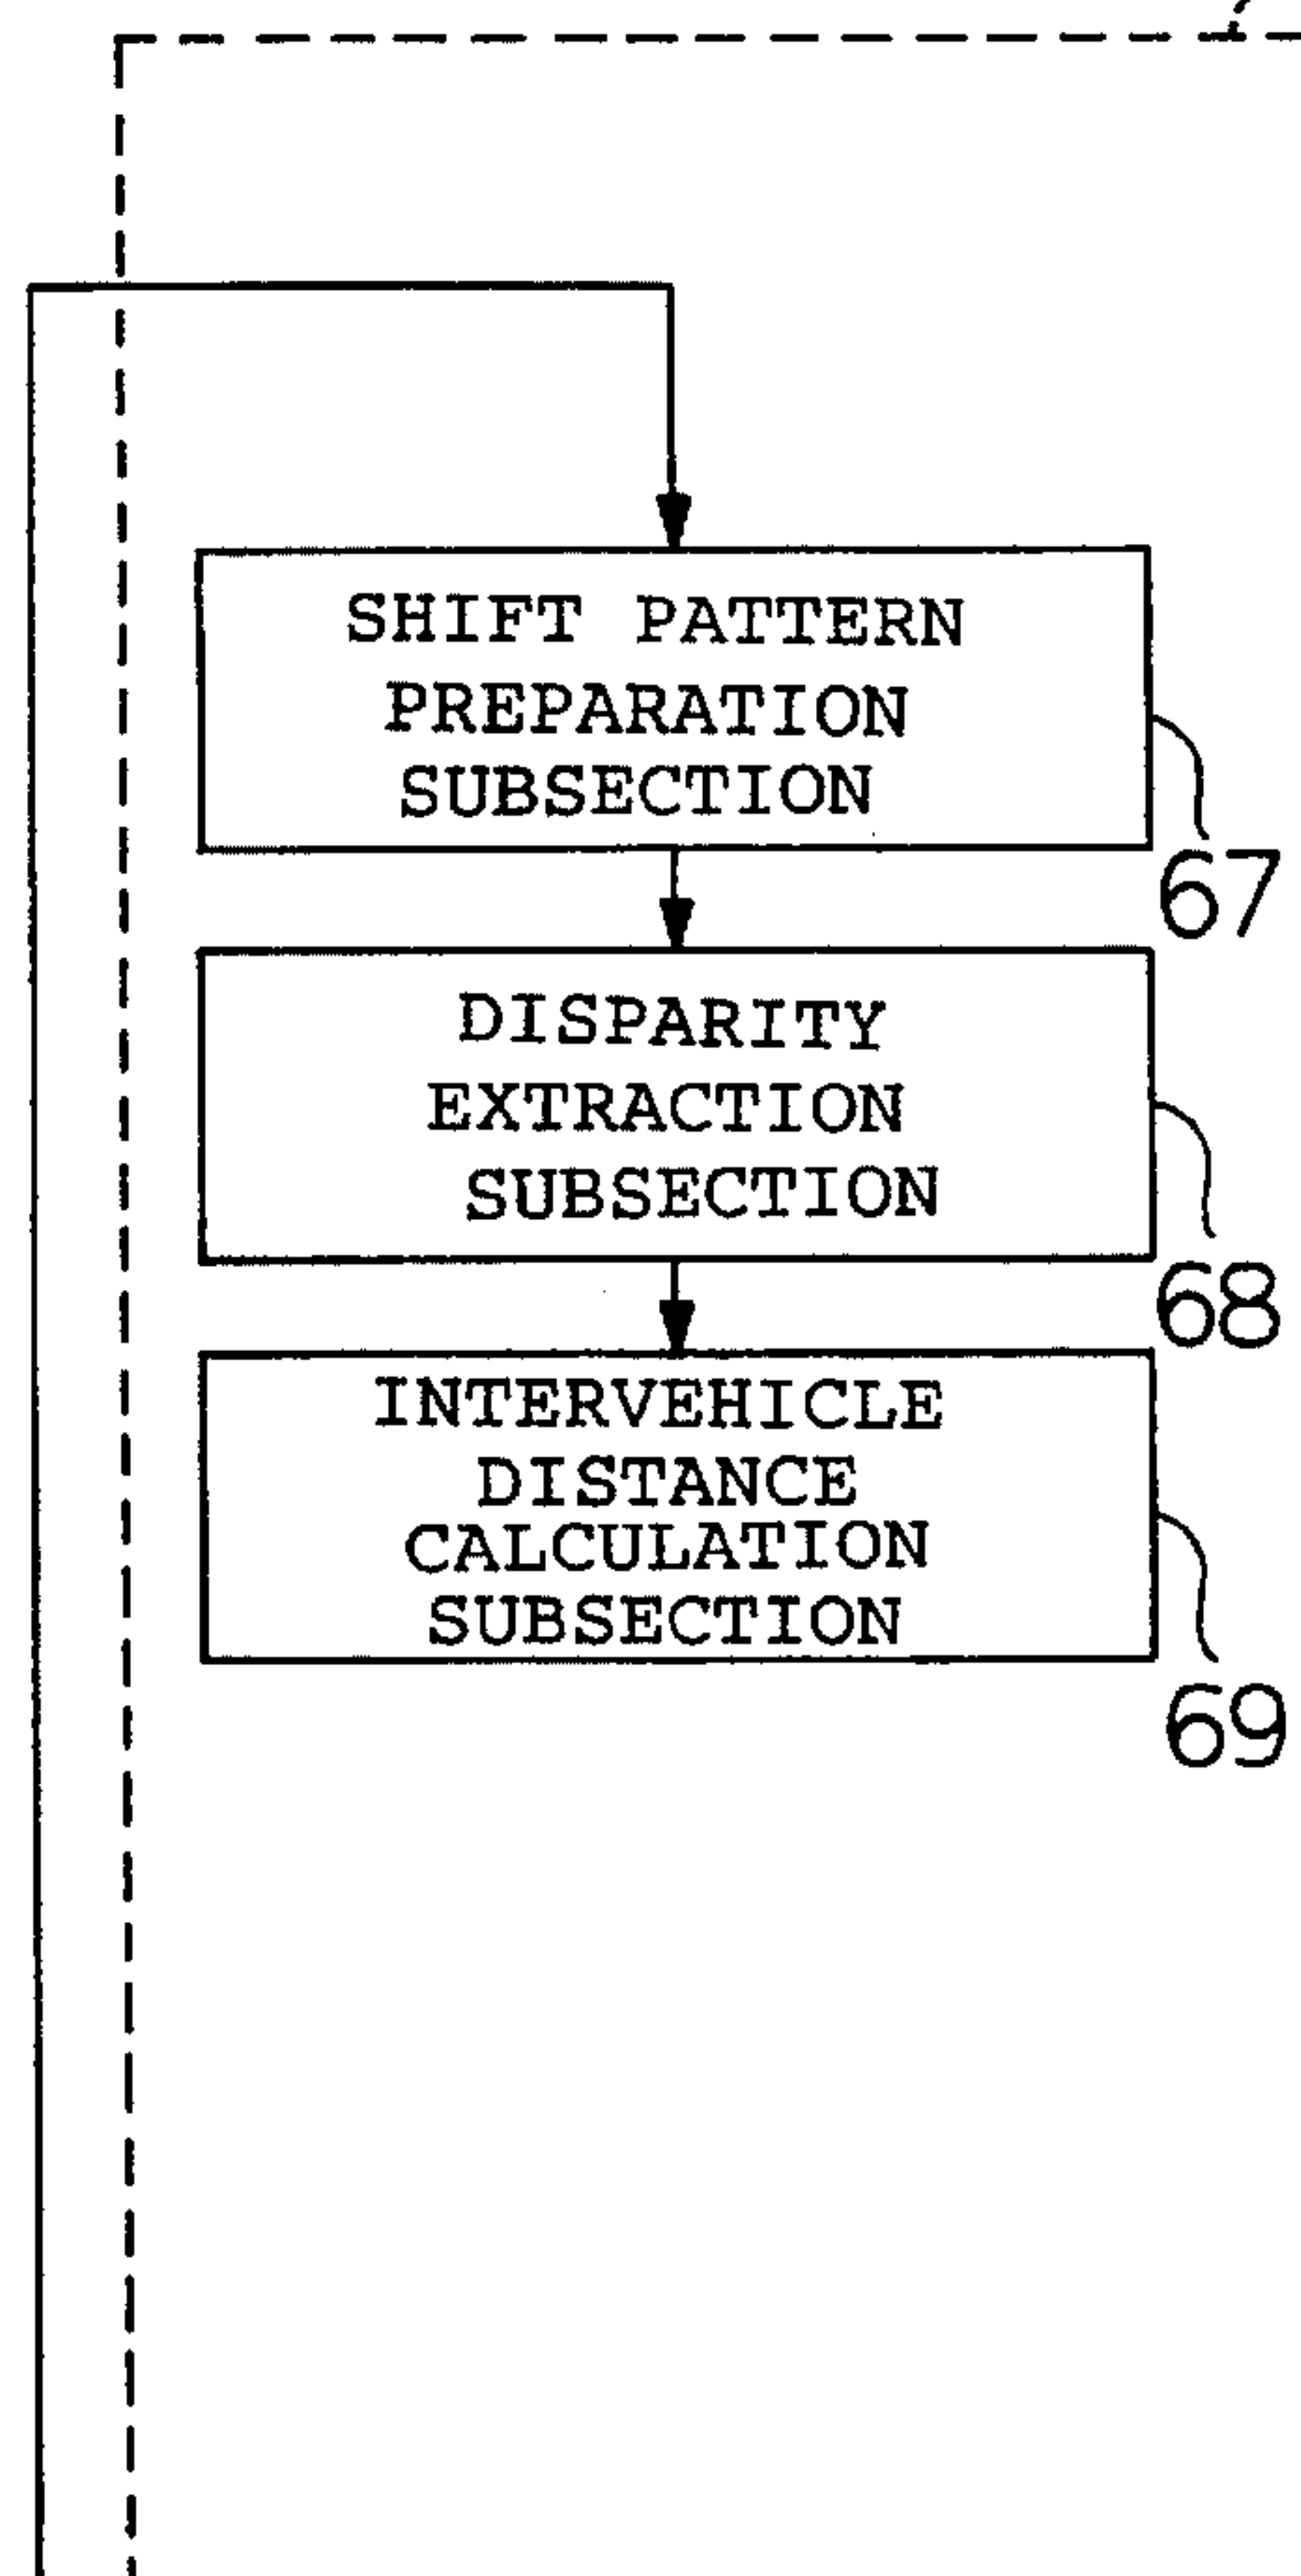 SHIFT PATTERN
PREPARATION
SUBSECTION
67
DISPARITY
EXTRACTION
SUBSECTION
68
INTERVEHICLE
DISTANCE
CALCULATION
SUBSECTION
69